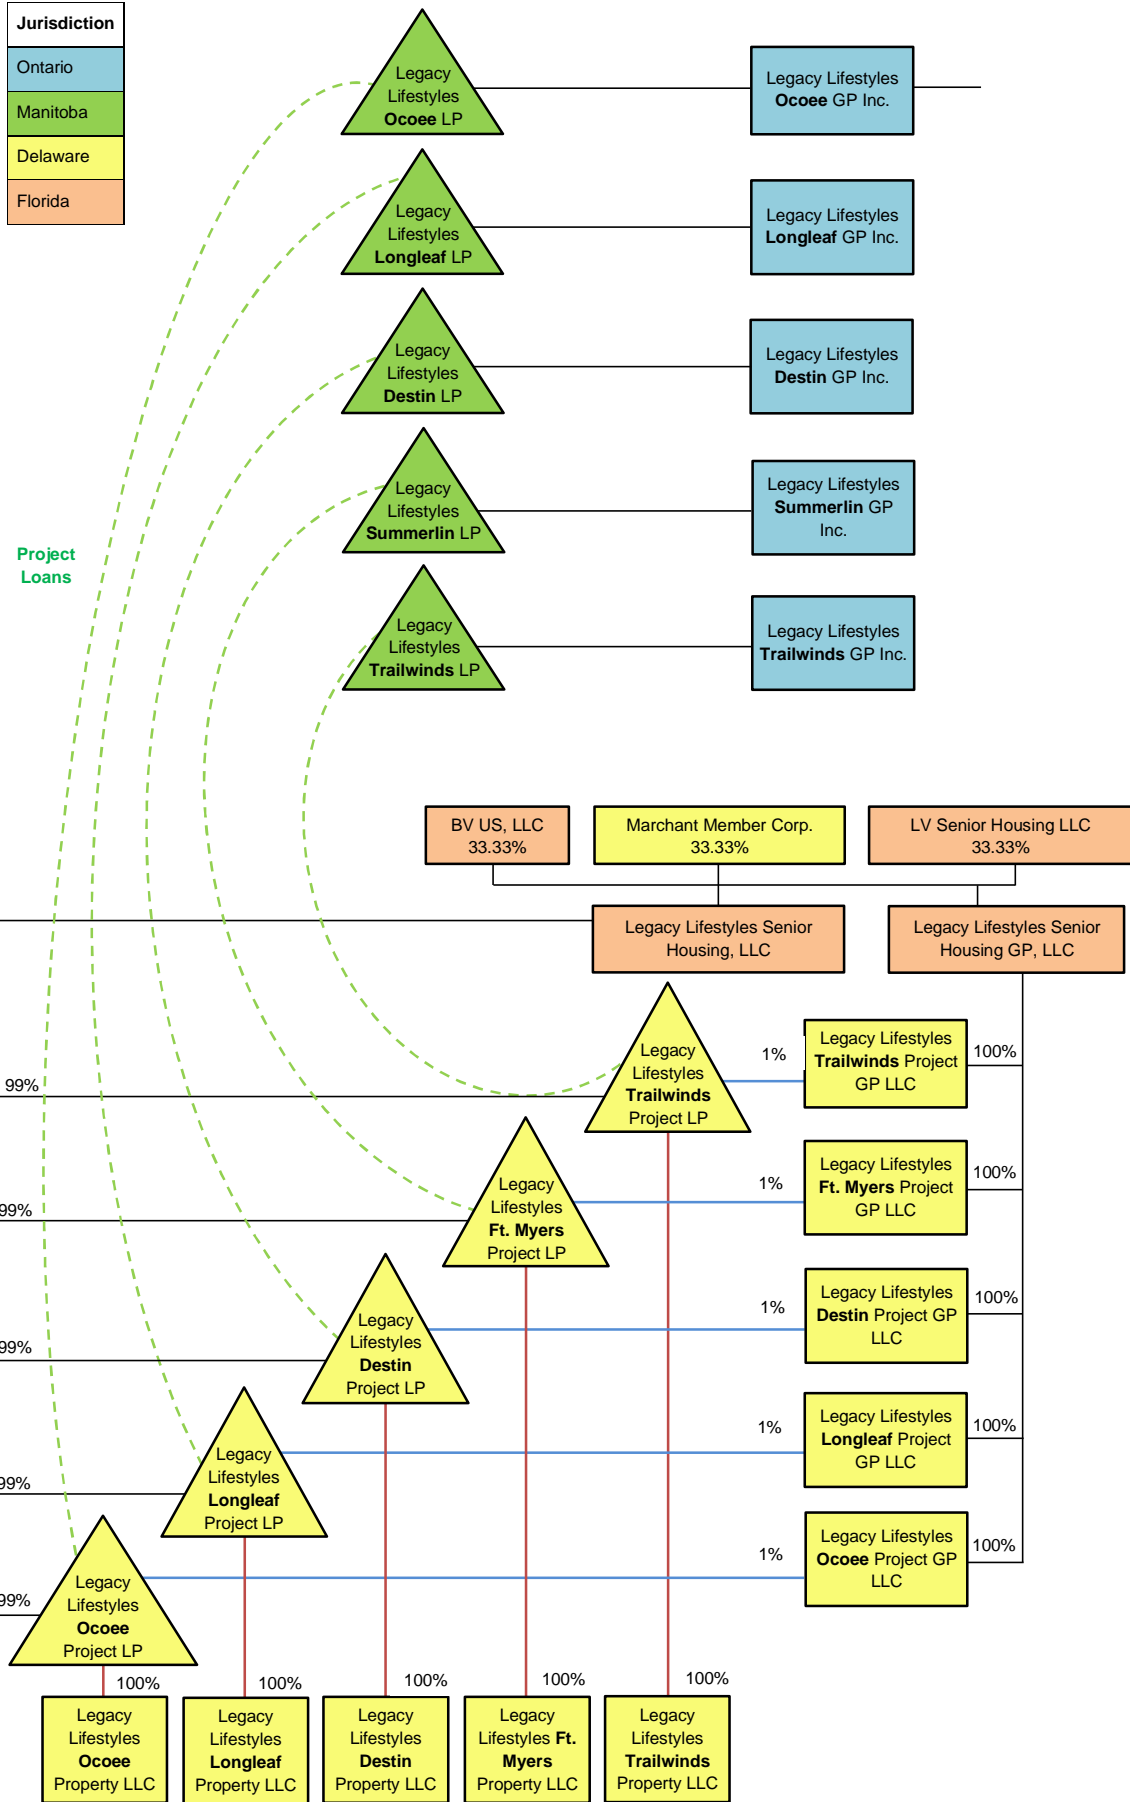 Jurisdiction
Ontario
Manitoba
Delaware
Florida
Legacy
Lifestyles
Ocoee LP
Legacy Lifestyles
Ocoee GP Inc.
Legacy
Lifestyles
Longleaf LP
Legacy Lifestyles
Longleaf GP Inc.
Legacy
Lifestyles
Destin LP
Legacy Lifestyles
Destin GP Inc.
Legacy
Lifestyles
Summerlin LP
Legacy Lifestyles
Summerlin GP
Inc.
Project
Loans
Legacy
Lifestyles
Trailwinds LP
Legacy Lifestyles
Trailwinds GP Inc.
BV US, LLC
33.33%
Marchant Member Corp.
33.33%
LV Senior Housing LLC
33.33%
Legacy Lifestyles Senior
Housing, LLC
Legacy Lifestyles Senior
Housing GP, LLC
99%
Legacy
Lifestyles
Trailwinds
Project LP
1%
Legacy Lifestyles
Trailwinds Project
GP LLC
100%
99%
Legacy
Lifestyles
Ft. Myers
Project LP
1%
Legacy Lifestyles
Ft. Myers Project
GP LLC
100%
99%
Legacy
Lifestyles
Destin
Project LP
1%
Legacy Lifestyles
Destin Project GP
LLC
100%
99%
Legacy
Lifestyles
Longleaf
Project LP
1%
Legacy Lifestyles
Longleaf Project
GP LLC
100%
99%
Legacy
Lifestyles
Ocoee
Project LP
1%
Legacy Lifestyles
Ocoee Project GP
LLC
100%
100%
Legacy
Lifestyles
Ocoee
Property LLC
100%
Legacy
Lifestyles
Longleaf
Property LLC
100%
Legacy
Lifestyles
Destin
Property LLC
100%
Legacy
Lifestyles Ft.
Myers
Property LLC
100%
Legacy
Lifestyles
Trailwinds
Property LLC